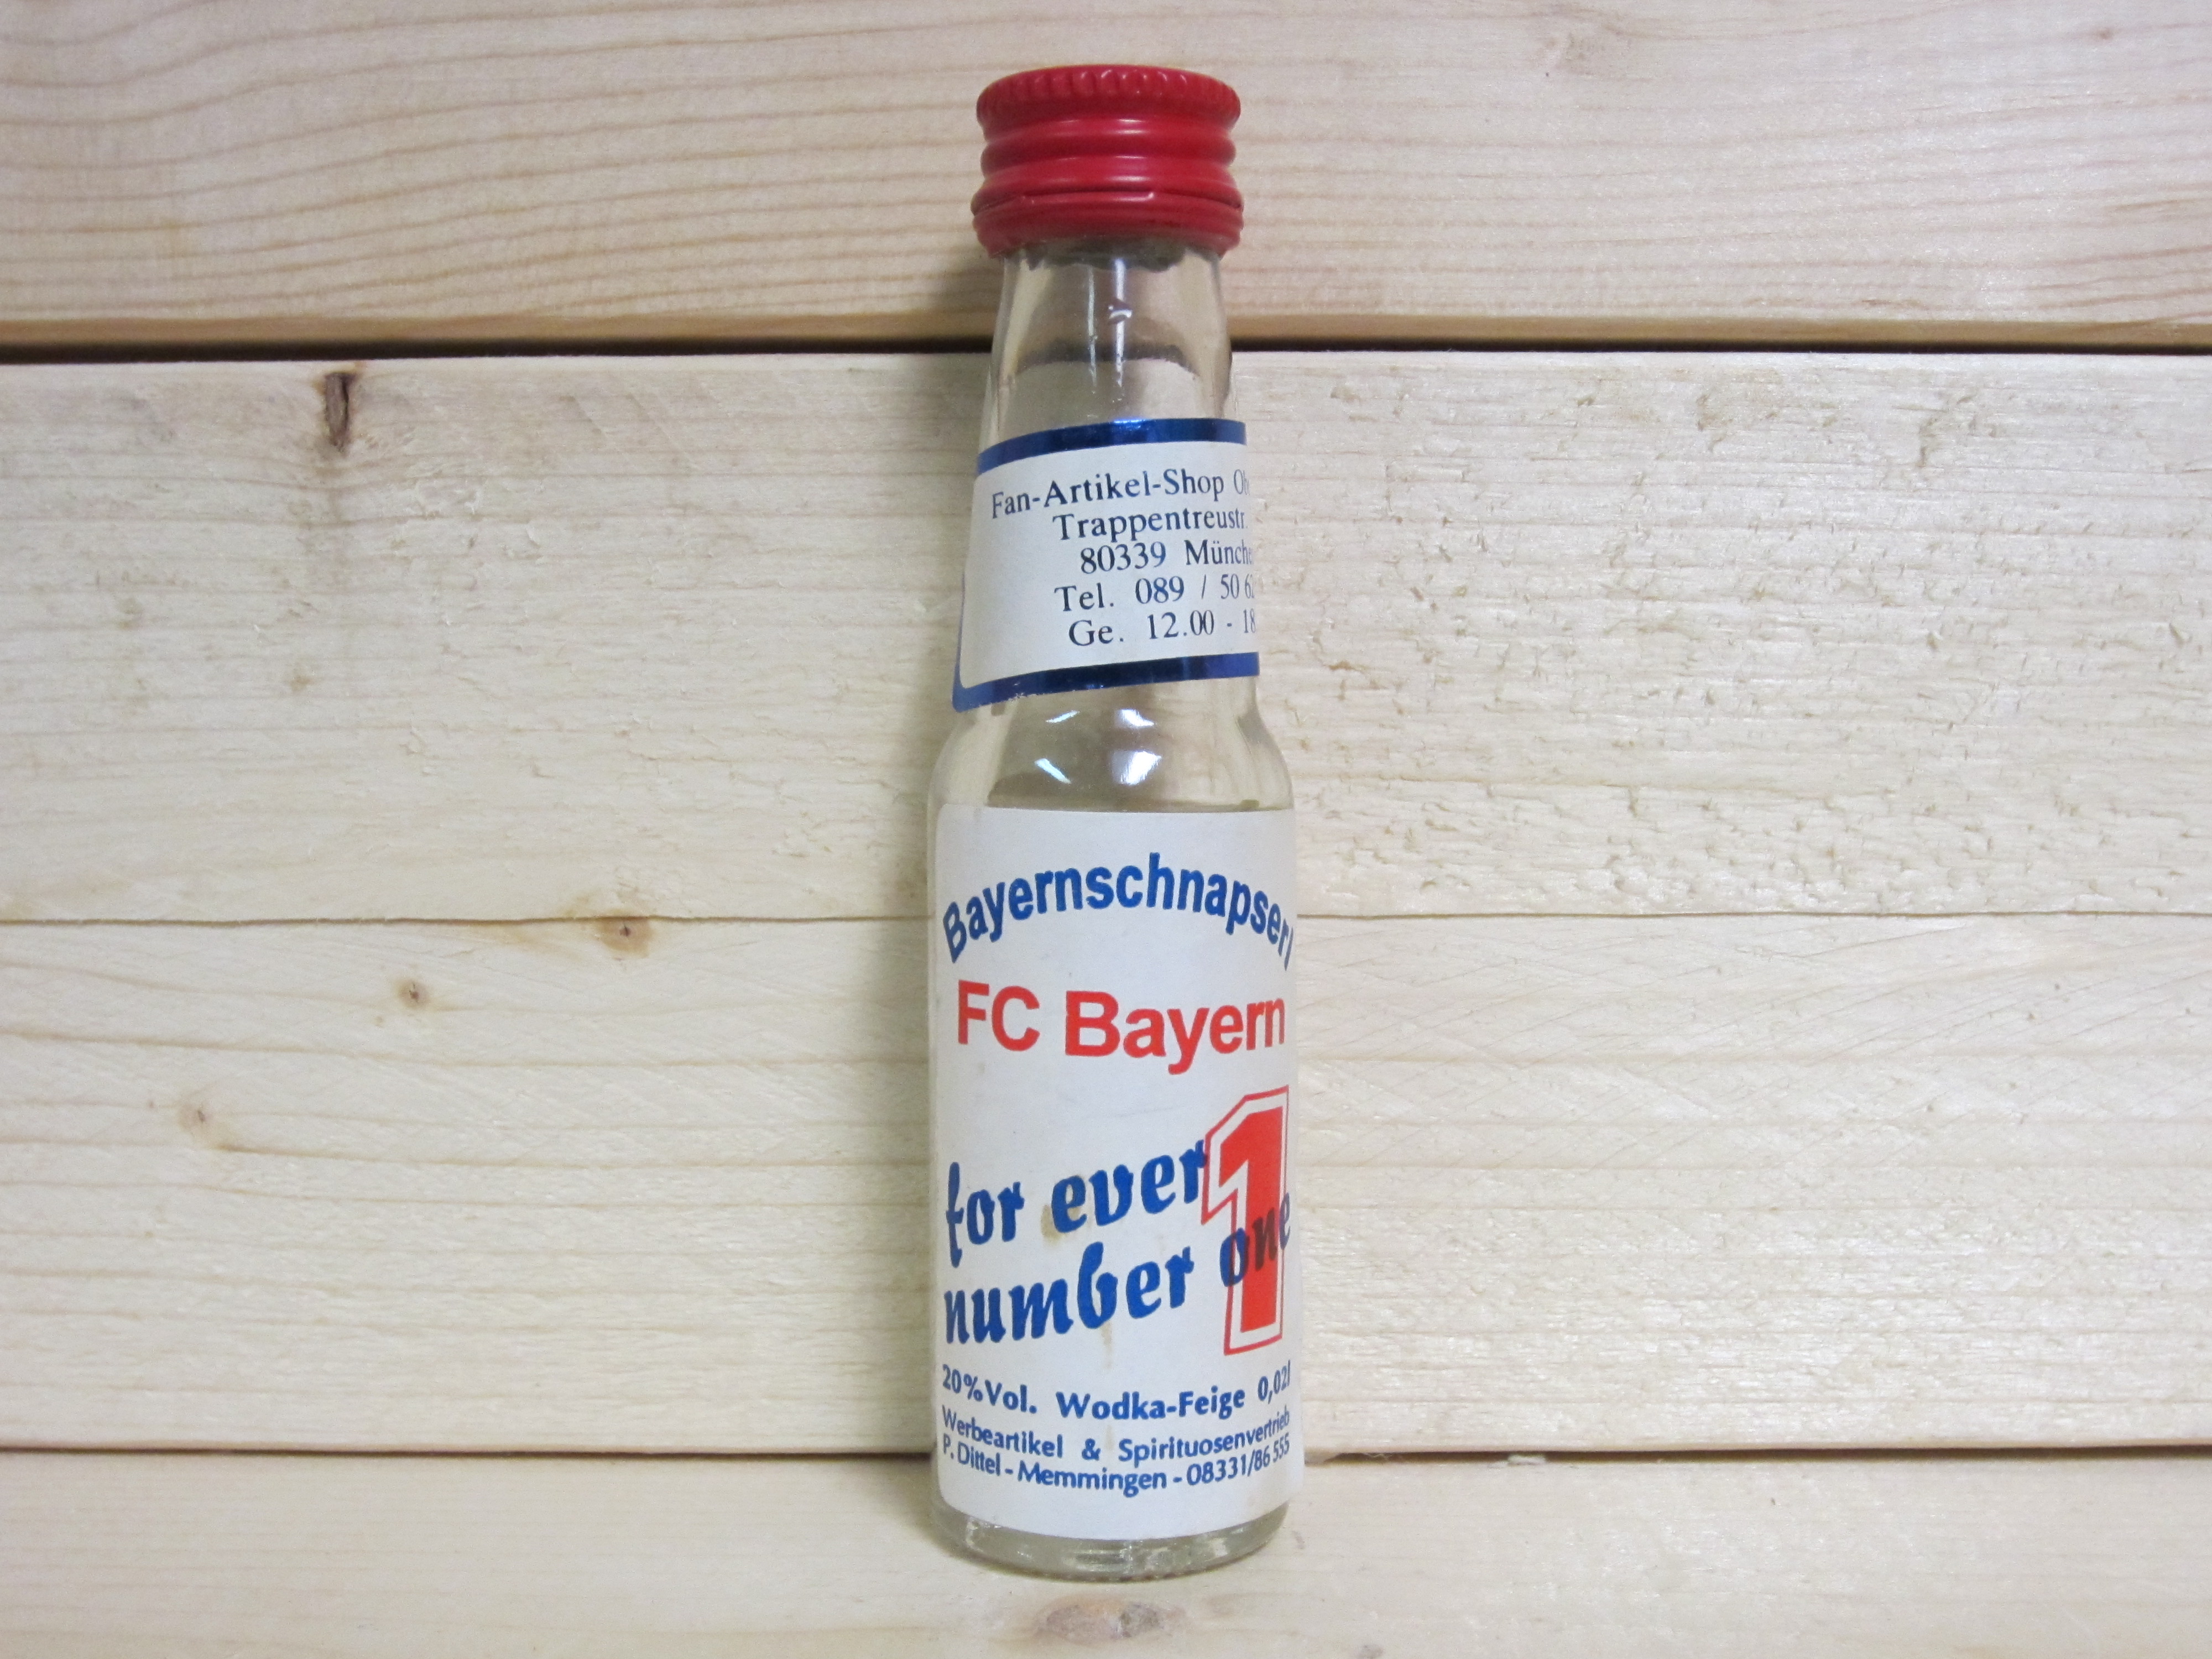 Fan-Artikel-Shop
Trappentreustr.
80339
Tel. 089 / 50
Ge. 12.00 - 18
Bayernschnapserl
FC Bayern
1
for ever
number one
20%Vol. Wodka-Feige 0,02l
Werbeartikel & Spirituosenvertrieb
P. Dittel - Memmingen - 08331/86 555